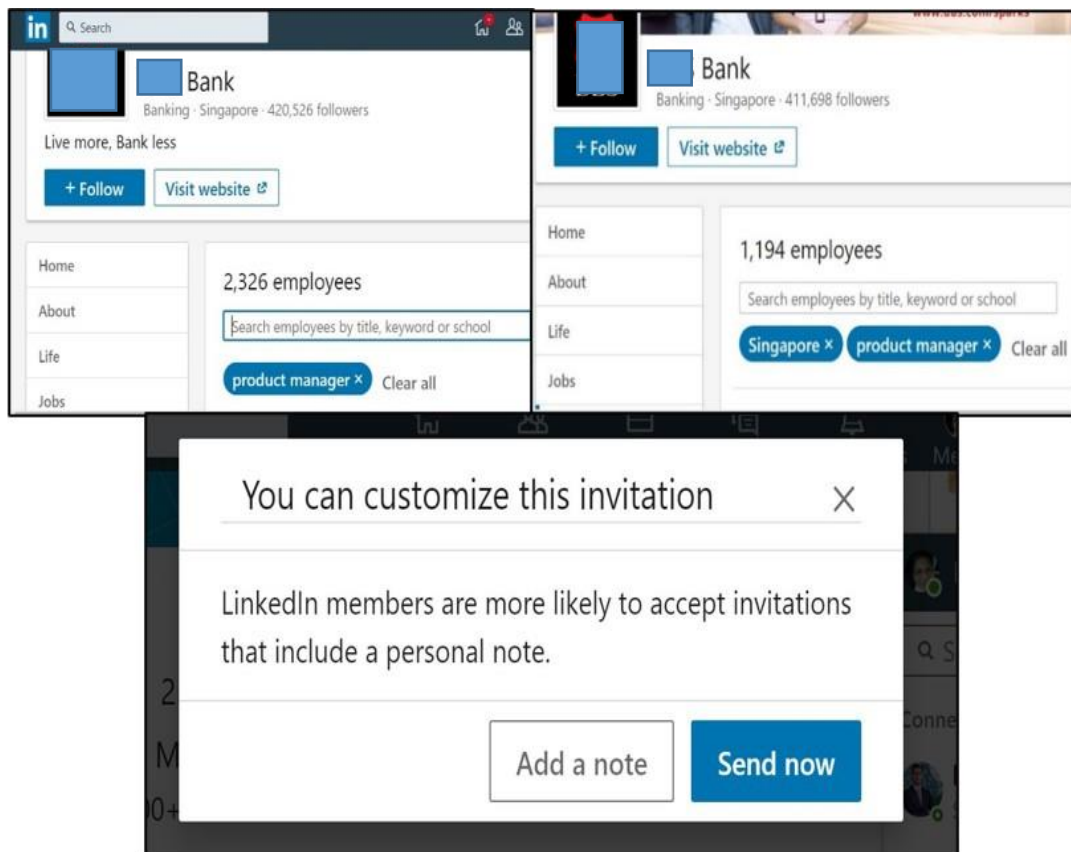 in Search
Bank
Banking · Singapore · 420,526 followers
Live more, Bank less
+ Follow Visit website
Home
About
Life
Jobs
2,326 employees
Search employees by title, keyword or school
product manager × Clear all
Bank
Banking · Singapore · 411,698 followers
+ Follow Visit website
Home
About
Life
Jobs
1,194 employees
Search employees by title, keyword or school
Singapore × product manager × Clear all
You can customize this invitation
LinkedIn members are more likely to accept invitations
that include a personal note.
Add a note Send now